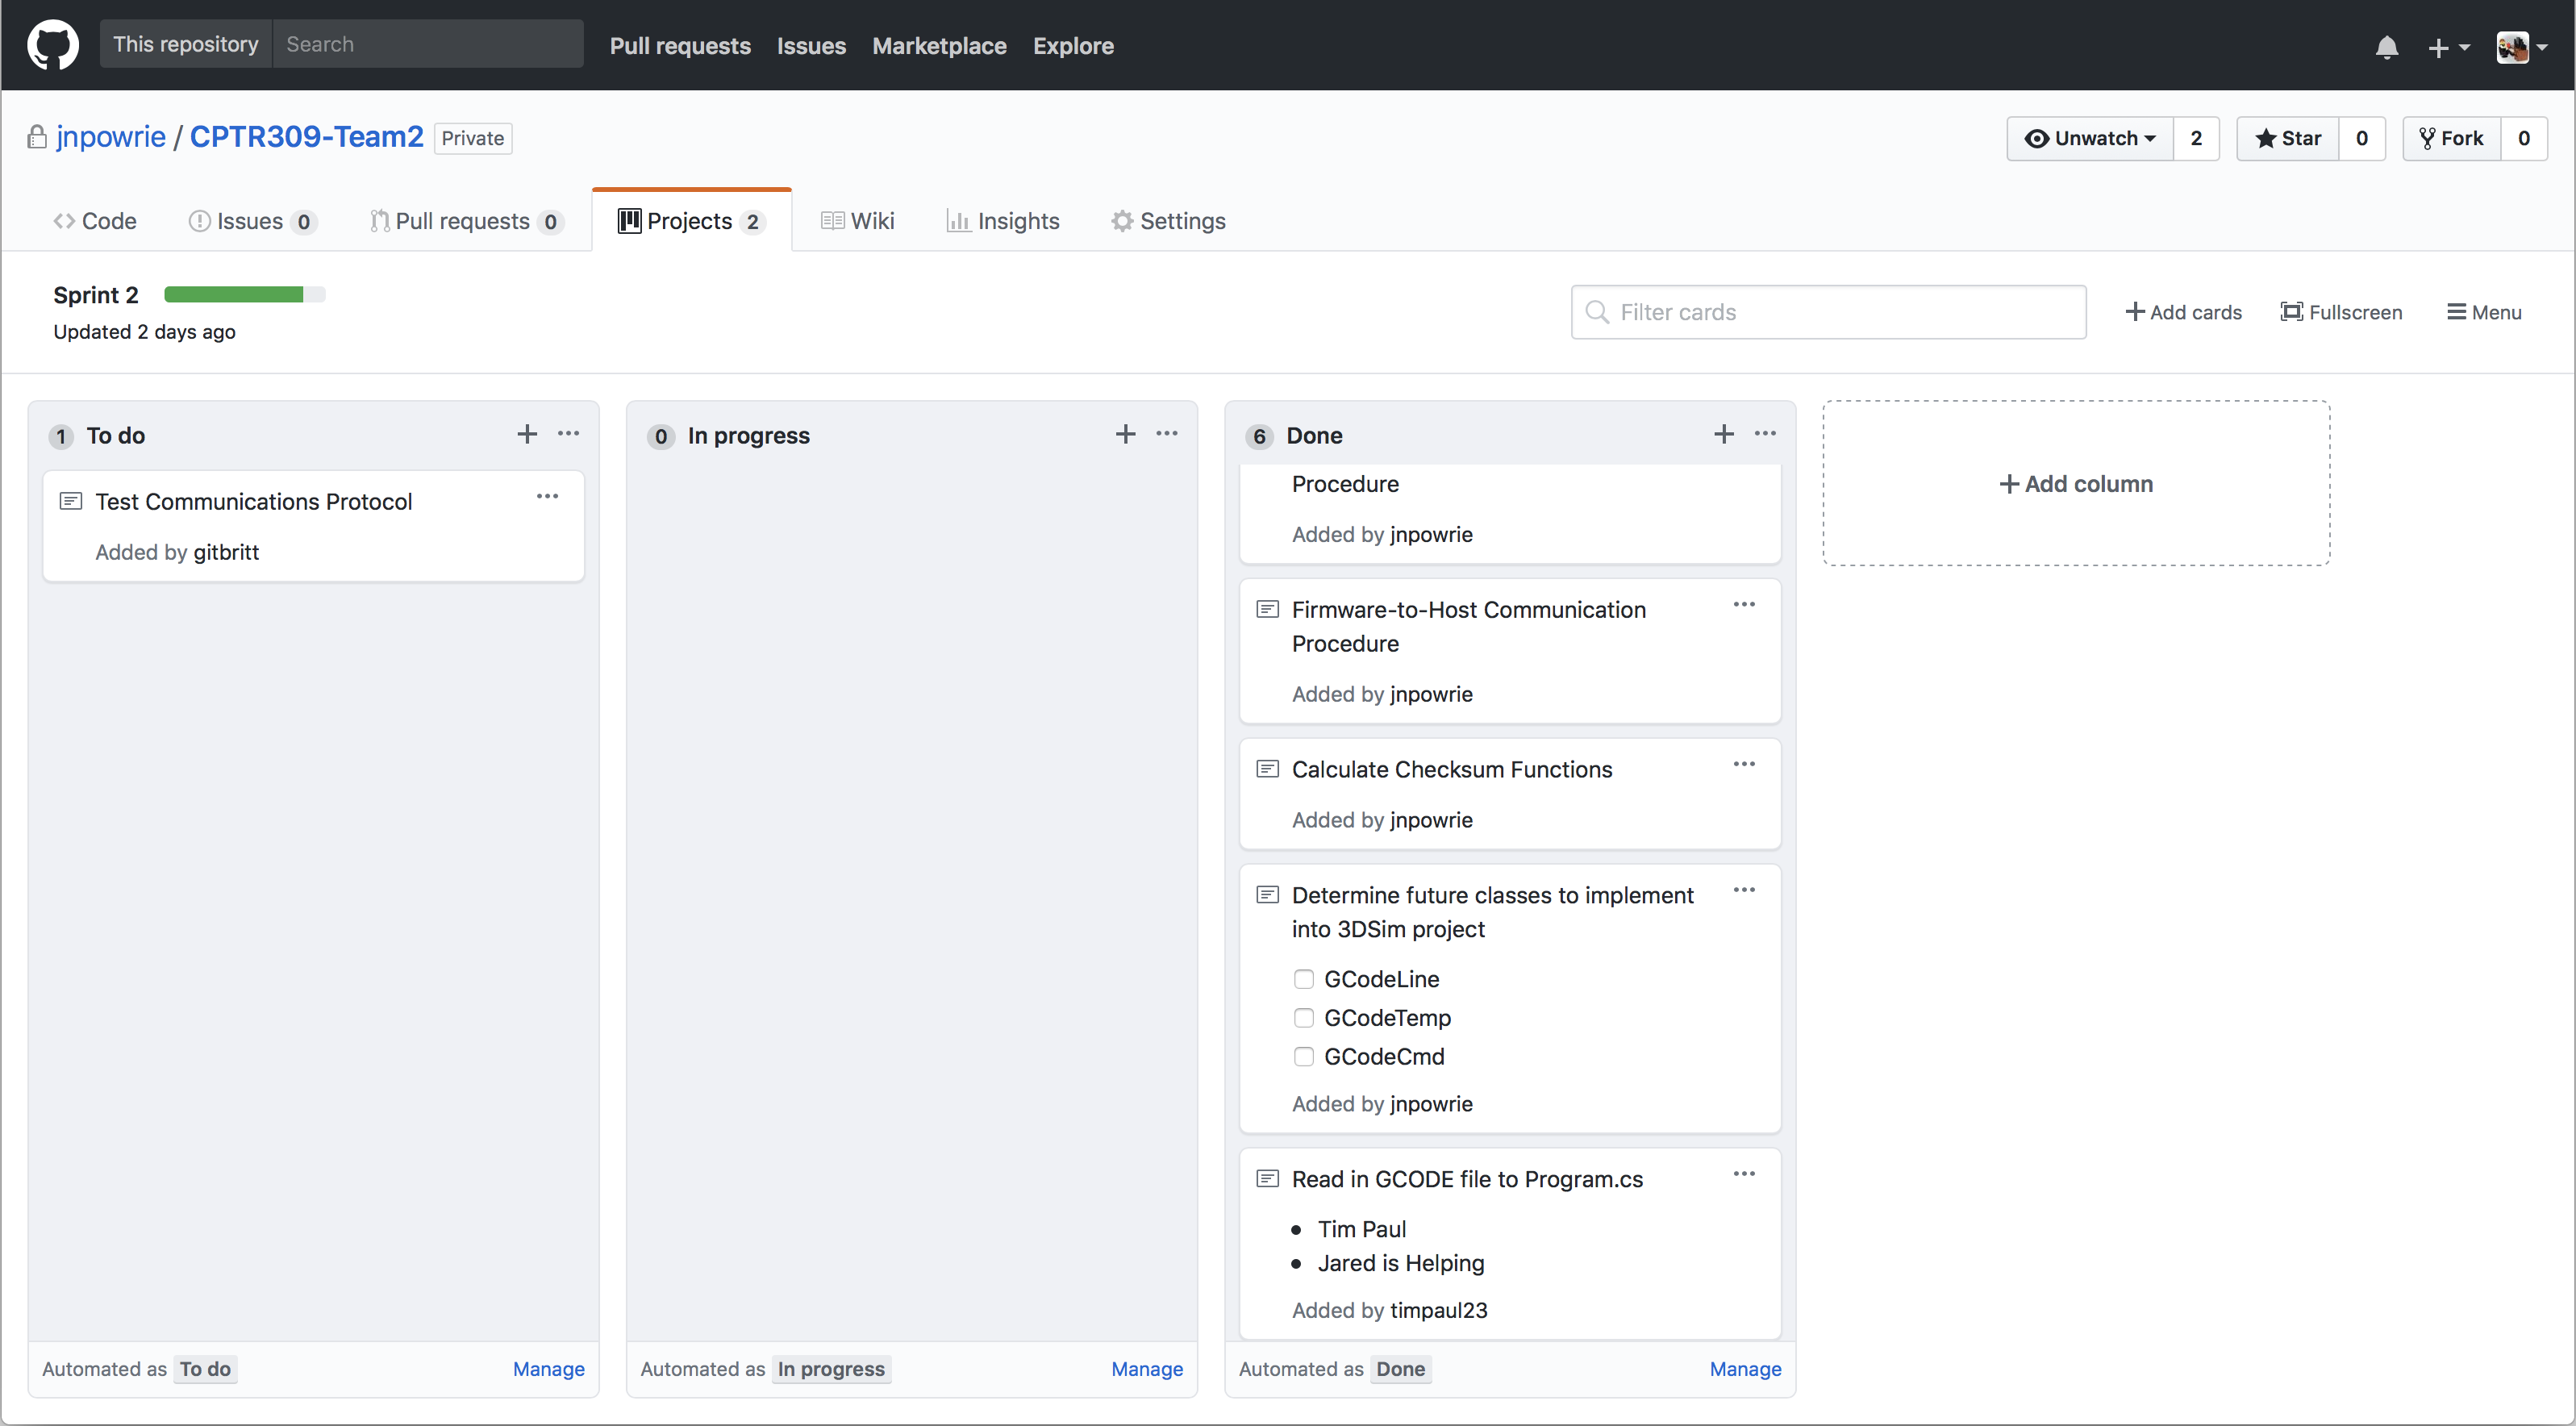 This repository Search Pull requests Issues Marketplace Explore
jnpowrie / CPTR309-Team2 Private Unwatch 2 Star 0 Fork 0
Code Issues 0 Pull requests 0 Projects 2 Wiki Insights Settings
Sprint 2
Updated 2 days ago
Filter cards Add cards Fullscreen Menu
1 To do
Test Communications Protocol
Added by gitbritt
Automated as To do Manage
0 In progress
Automated as In progress Manage
6 Done
Procedure
Added by jnpowrie
Firmware-to-Host Communication
Procedure
Added by jnpowrie
Calculate Checksum Functions
Added by jnpowrie
Determine future classes to implement
into 3DSim project
GCodeLine
GCodeTemp
GCodeCmd
Added by jnpowrie
Read in GCODE file to Program.cs
• Tim Paul
• Jared is Helping
Added by timpaul23
Automated as Done Manage
Add column